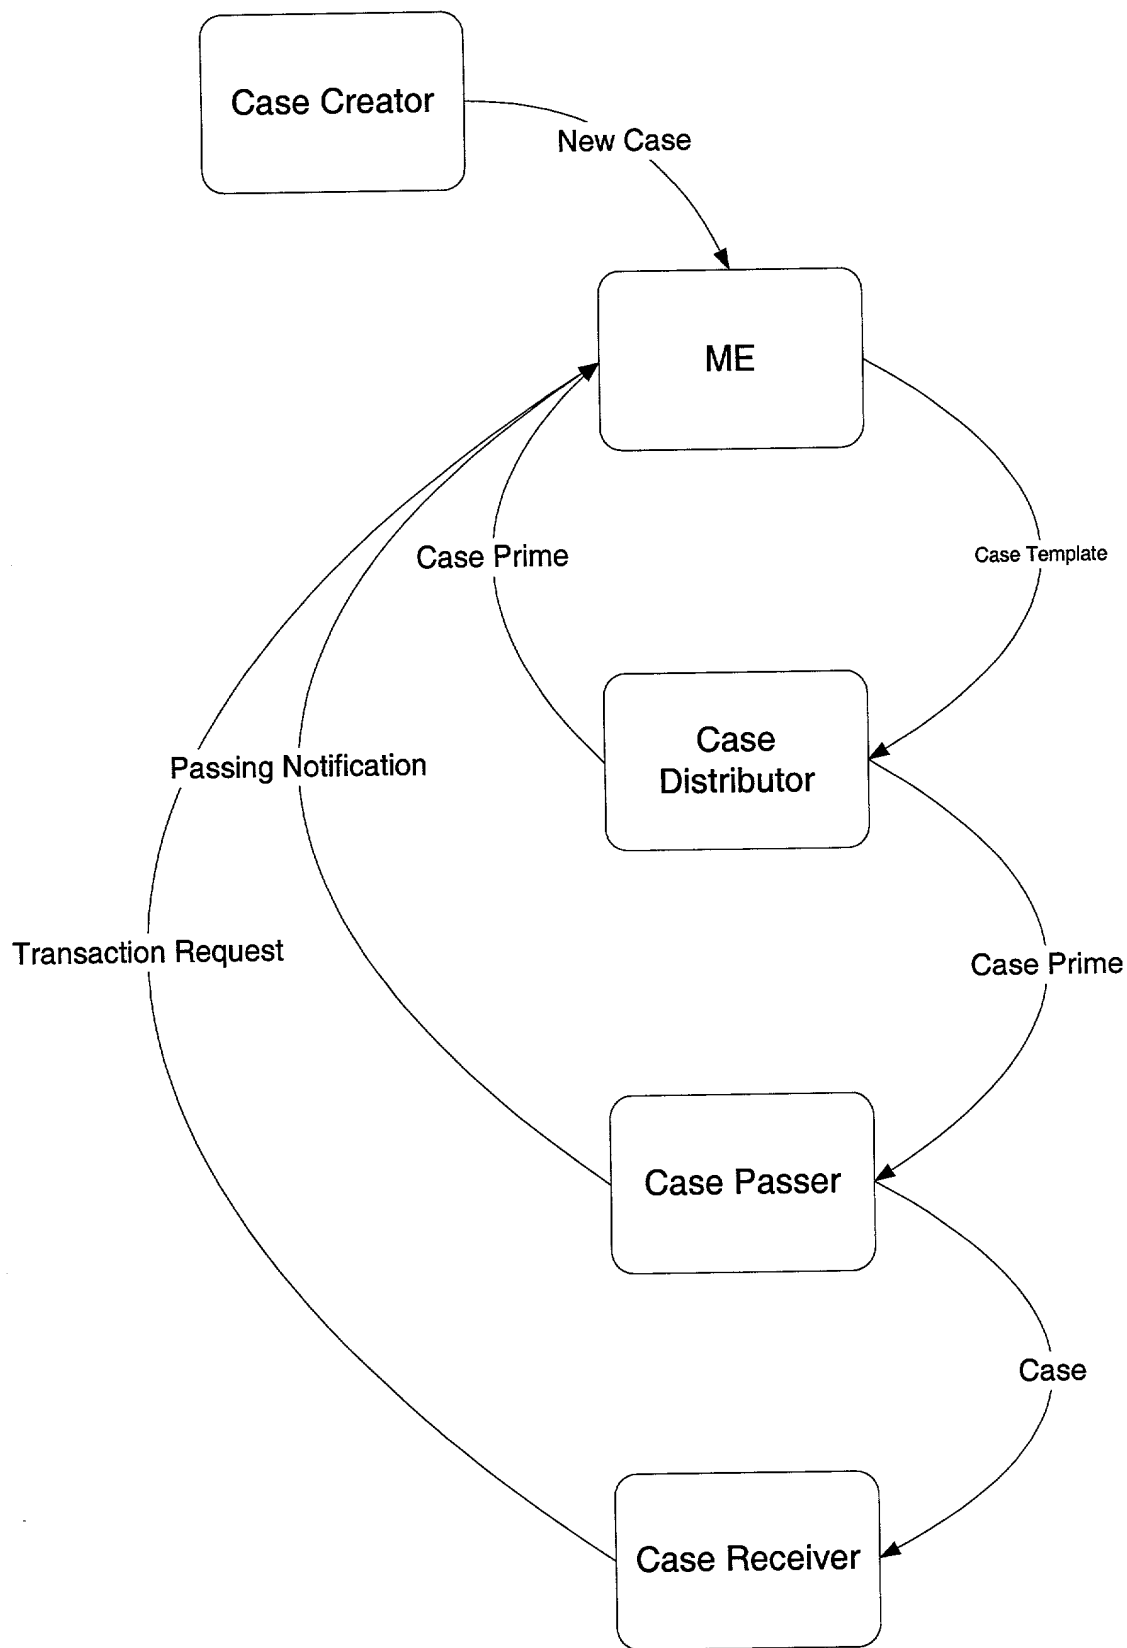 Case Creator
New Case
ME
Case Prime
Case Template
Case
Distributor
Passing Notification
Transaction Request
Case Prime
Case Passer
Case
Case Receiver